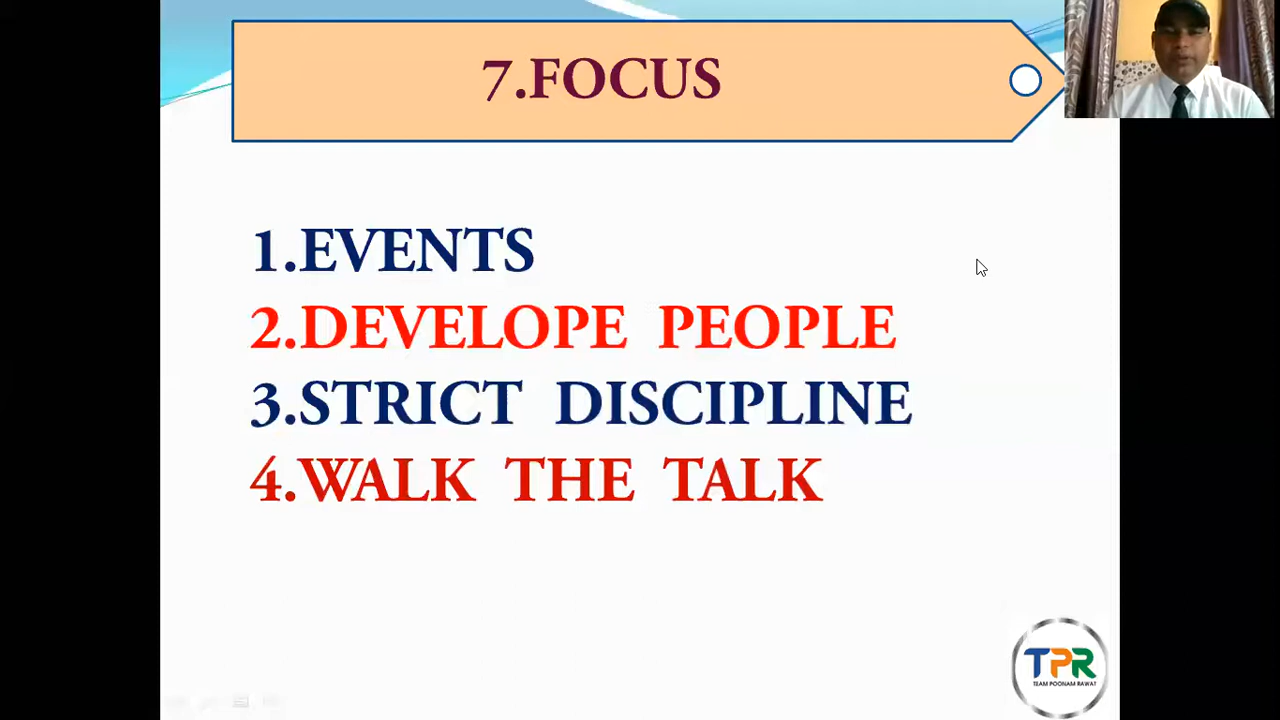 7.FOCUS
1.EVENTS
2.DEVELOPE PEOPLE
3.STRICT DISCIPLINE
4.WALK THE TALK
TPR
TEAM POONAM RAWAT